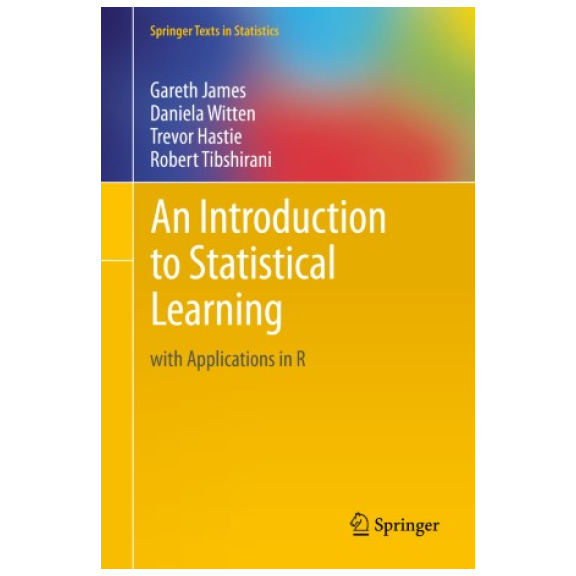 Springer Texts in Statistics
Gareth James
Daniela Witten
Trevor Hastie
Robert Tibshirani
An Introduction
to Statistical
Learning
with Applications in R
Springer